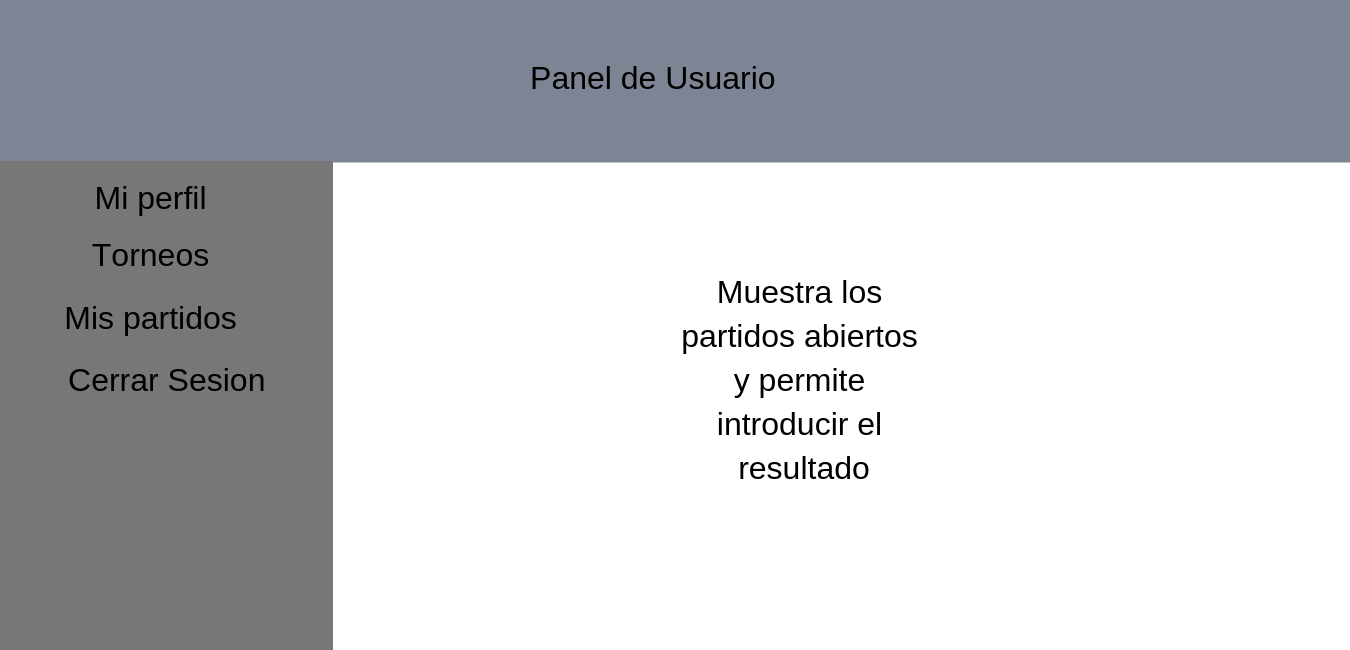 Panel de Usuario
Mi perfil
Torneos
Mis partidos
Cerrar Sesion
Muestra los
partidos abiertos
y permite
introducir el
resultado